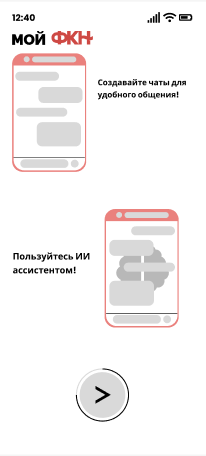 12:40
мой ФКН
Создавайте чаты для
удобного общения!
Пользуйтесь ИИ
ассистентом!
>